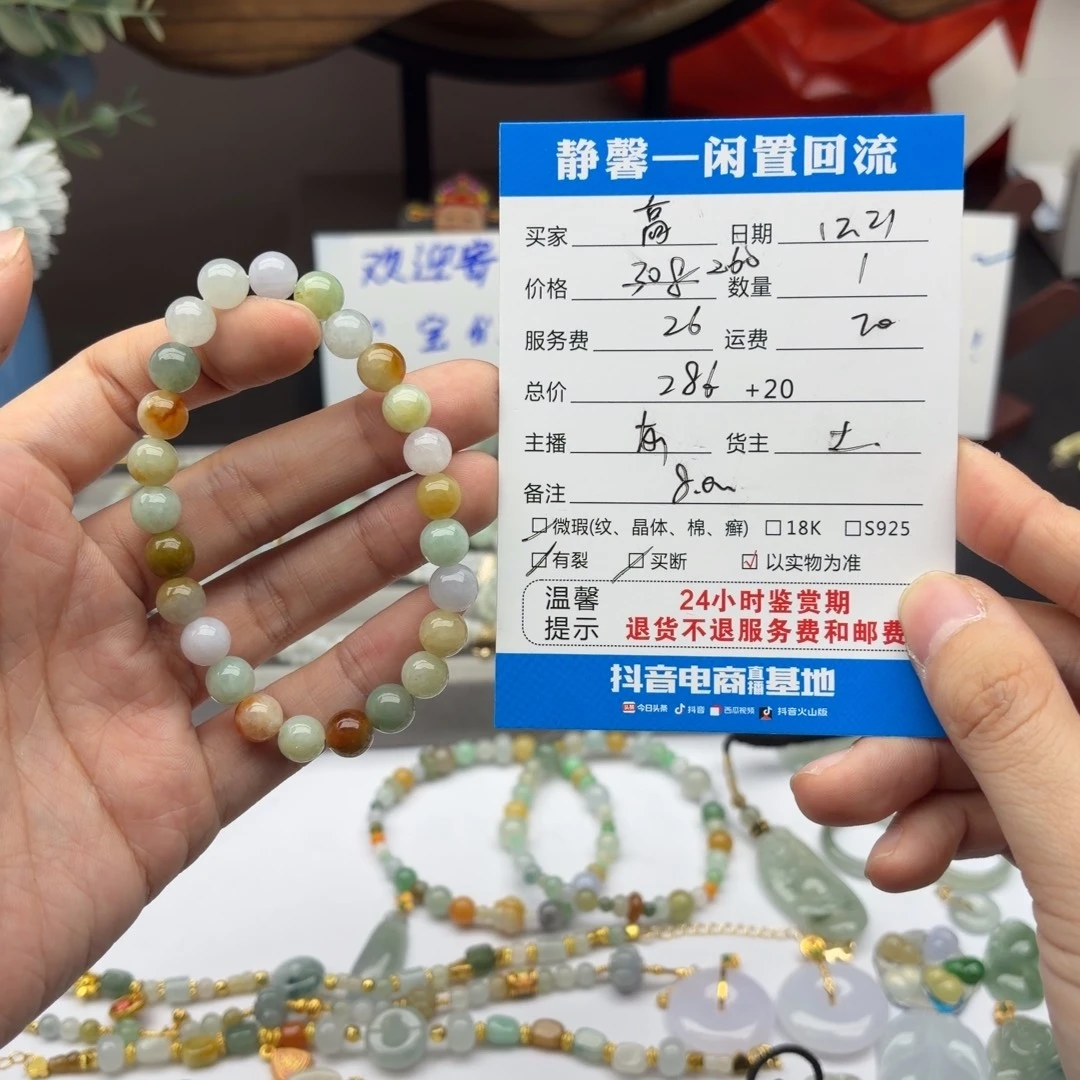 静馨—闲置回流
买家 高 日期 12.21
价格 308 260 数量 1
服务费 26 运费 20
总价 286 +20
主播 货主 土.
备注 8.0m
□微瑕(纹、晶体、棉、癣) □18K □S925
□有裂 □买断 ☑以实物为准
温馨提示 24小时鉴赏期
退货不退服务费和邮费
抖音电商直播基地
头条 今日头条 抖音 西瓜视频 抖音火山版
欢迎客
宝